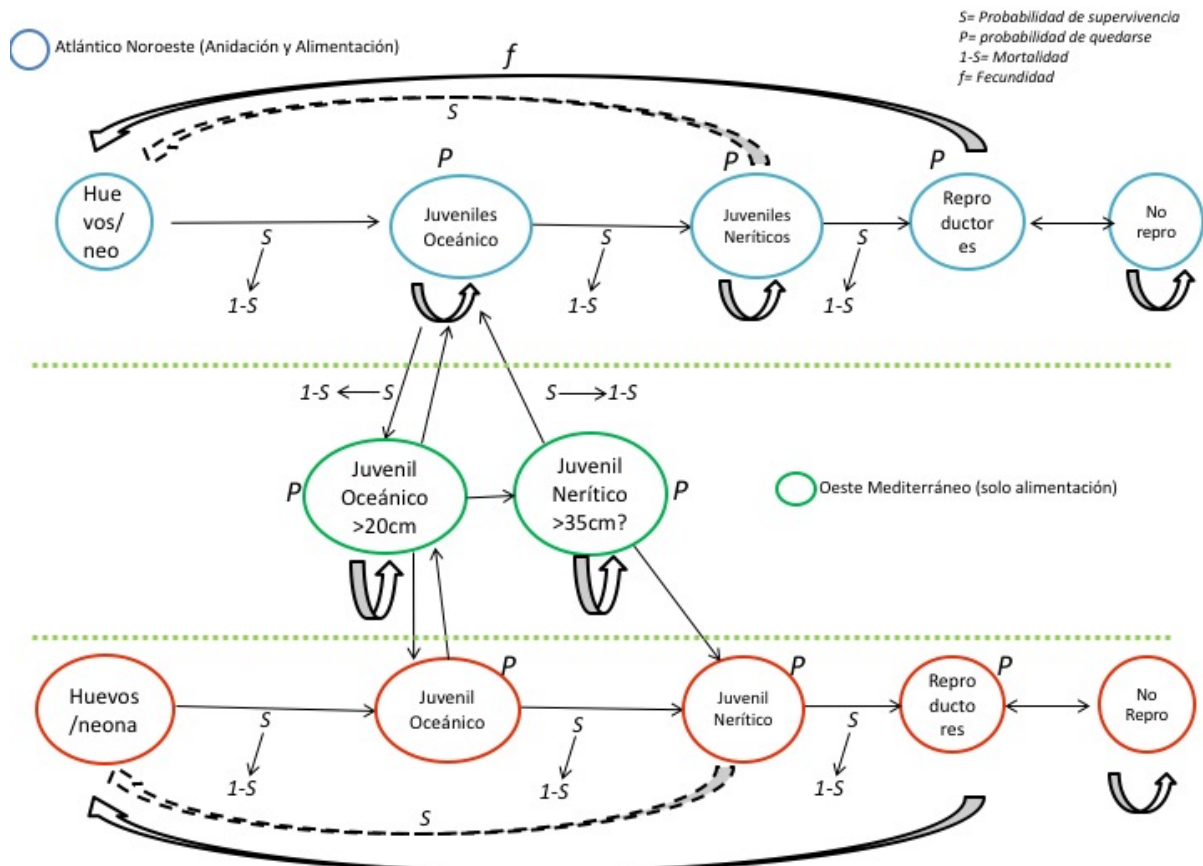 S= Probabilidad de supervivencia
P= probabilidad de quedarse
1-S= Mortalidad
f= Fecundidad
Atlántico Noroeste (Anidación y Alimentación)
f
S
P
P
P
Hue
vos/
neo
Juveniles
Oceánico
Juveniles
Neríticos
Repro
ductor
es
No
repro
S
S
S
1-S
1-S
1-S
1-S
S
S
1-S
P
Juvenil
Oceánico
>20cm
Juvenil
Nerítico
>35cm?
P
Oeste Mediterráneo (solo alimentación)
P
P
P
Huevos
/neona
Juvenil
Oceánico
Juvenil
Nerítico
Repro
ducto
res
No
Repro
S
S
S
1-S
1-S
1-S
S